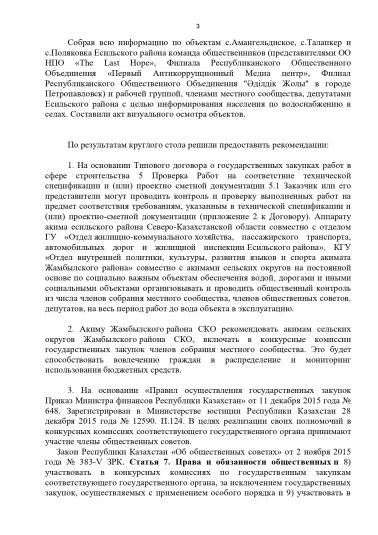 3
Собрав всю информацию по объектам с.Амангельдиское, с.Талапкер и
с.Поляковка Есильского района команда общественников (представителями ОО
НПО «The Last Hope», Филиала Республиканского Общественного
Объединения «Первый Антикоррупционный Медиа центр», Филиал
Республиканского Общественного Объединения "Әділдік Жолы" в городе
Петропавловск) и рабочей группой, членами местного сообщества, депутатами
Есильского района с целью информирования населения по водоснабжению в
селах. Составили акт визуального осмотра объектов.
По результатам круглого стола решили предоставить рекомендации:
1. На основании Типового договора о государственных закупках работ в
сфере строительства 5 Проверка Работ на соответствие технической
спецификации и (или) проектно сметной документации 5.1 Заказчик или его
представители могут проводить контроль и проверку выполненных работ на
предмет соответствия требованиям, указанным в технической спецификации и
(или) проектно-сметной документации (приложение 2 к Договору). Аппарату
акима есильского района Северо-Казахстанской области совместно с отделом
ГУ «Отдел жилищно-коммунального хозяйства, пассажирского транспорта,
автомобильных дорог и жилищной инспекции Есильского района», КГУ
«Отдел внутренней политики, культуры, развития языков и спорта акимата
Жамбылского района» совместно с акимами сельских округов на постоянной
основе по социально важным объектам обеспечения водой, дорогами и иными
социальными объектами организовывать и проводить общественный контроль
из числа членов собрания местного сообщества, членов общественных советов,
депутатов, на весь период работ до ввода объекта в эксплуатацию.
2. Акиму Жамбылского района СКО рекомендовать акимам сельских
округов Жамбылского района СКО, включать в конкурсные комиссии
государственных закупок членов собрания местного сообщества. Это будет
способствовать вовлечению граждан в распределение и мониторинг
использования бюджетных средств.
3. На основании «Правил осуществления государственных закупок
Приказ Министра финансов Республики Казахстан» от 11 декабря 2015 года №
648. Зарегистрирован в Министерстве юстиции Республики Казахстан 28
декабря 2015 года № 12590. П.124. В целях реализации своих полномочий в
конкурсных комиссиях соответствующего государственного органа принимают
участие члены общественных советов.
Закон Республики Казахстан «Об общественных советах» от 2 ноября 2015
года № 383-V ЗРК. Статья 7. Права и обязанности общественных п 8)
участвовать в конкурсных комиссиях по государственным закупкам
соответствующего государственного органа, за исключением государственных
закупок, осуществляемых с применением особого порядка и 9) участвовать в